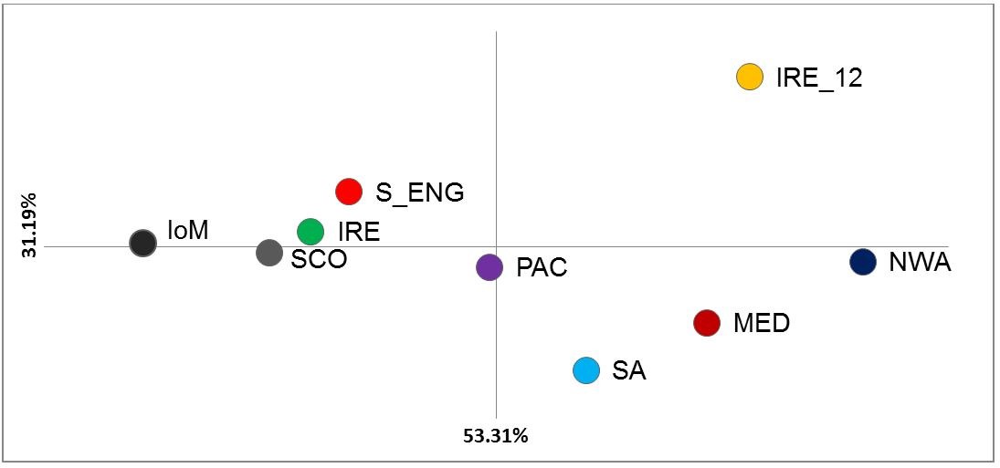 IRE_12
S_ENG
31.19%
IoM
IRE
SCO
PAC
NWA
MED
SA
53.31%